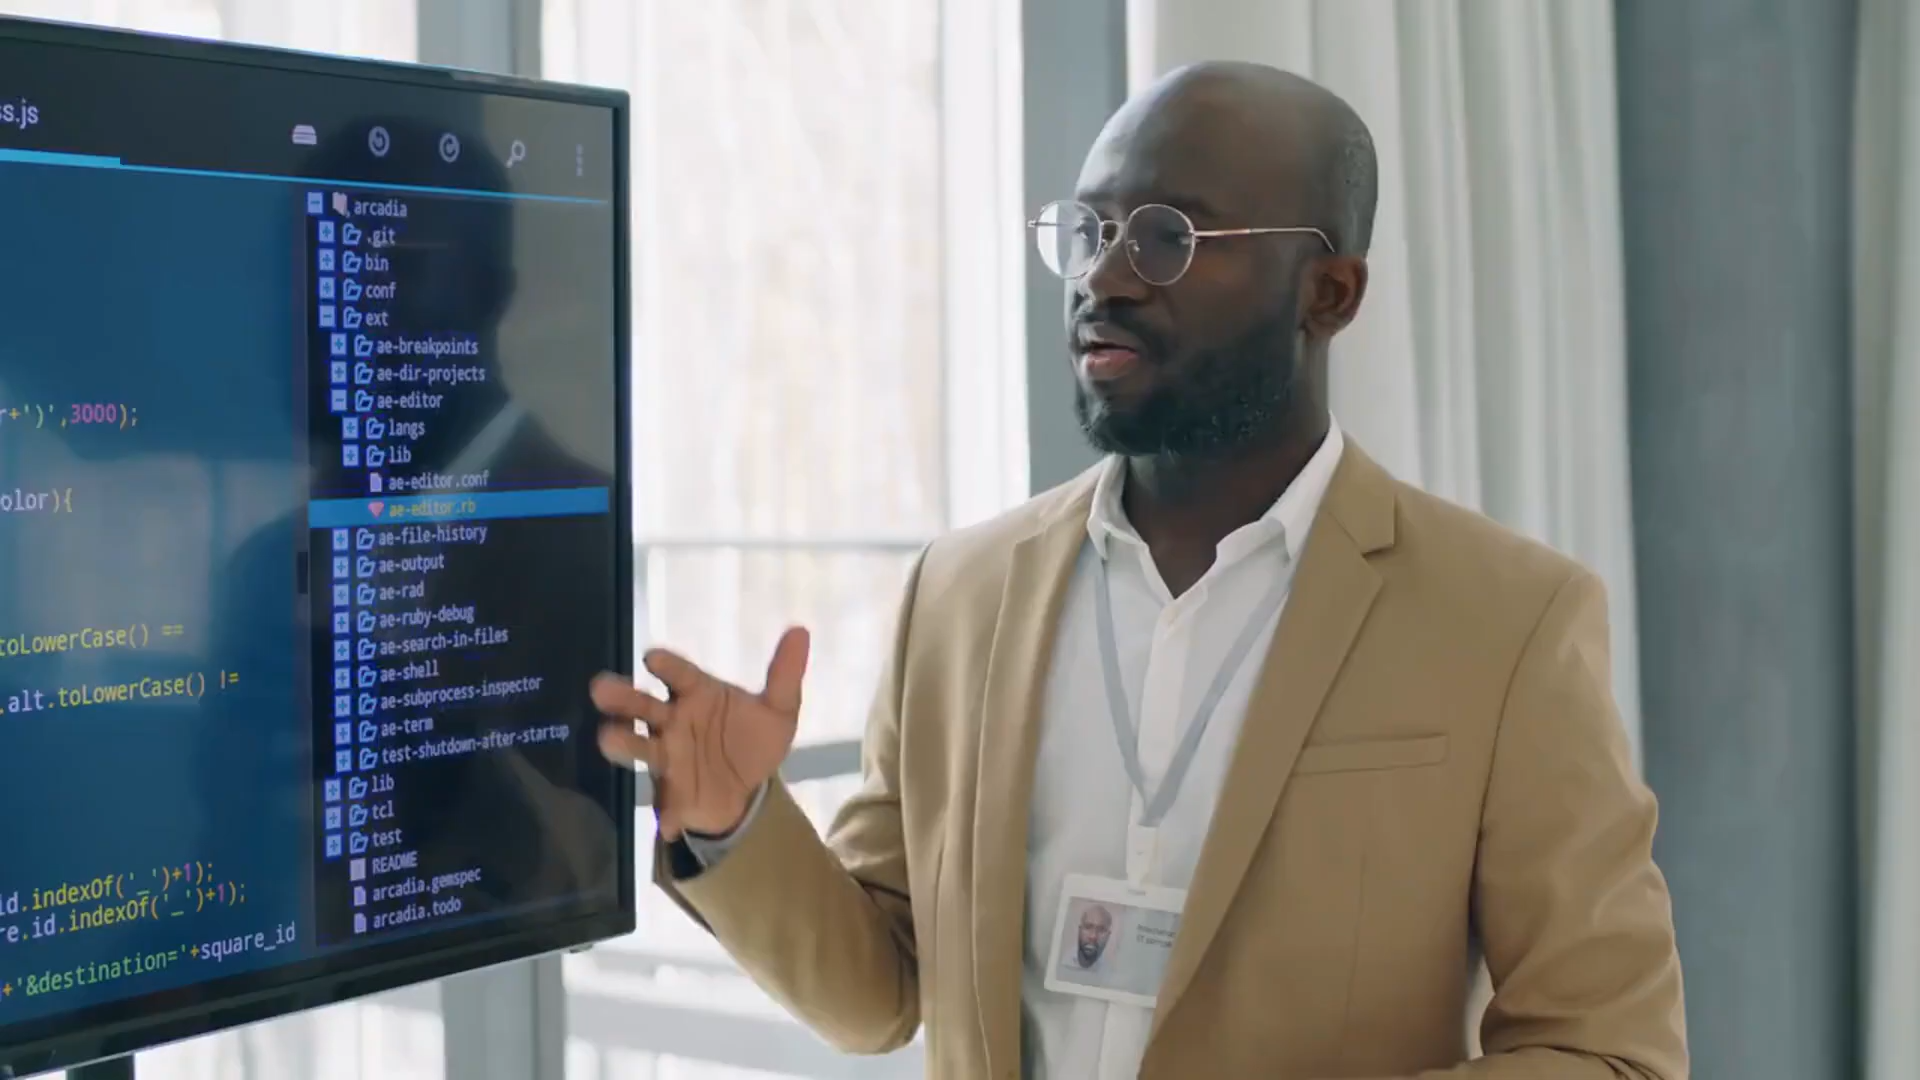 ss.js
r+')',3000);
olor){
toLowerCase() ==
.alt.toLowerCase() !=
id.indexOf('_')+1);
re.id.indexOf('_')+1);
+'&destination='+square_id
arcadia
.git
bin
conf
ext
ae-breakpoints
ae-dir-projects
ae-editor
langs
lib
ae-editor.conf
ae-editor.rb
ae-file-history
ae-output
ae-rad
ae-ruby-debug
ae-search-in-files
ae-shell
ae-subprocess-inspector
ae-term
test-shutdown-after-startup
lib
tcl
test
README
arcadia.gemspec
arcadia.todo